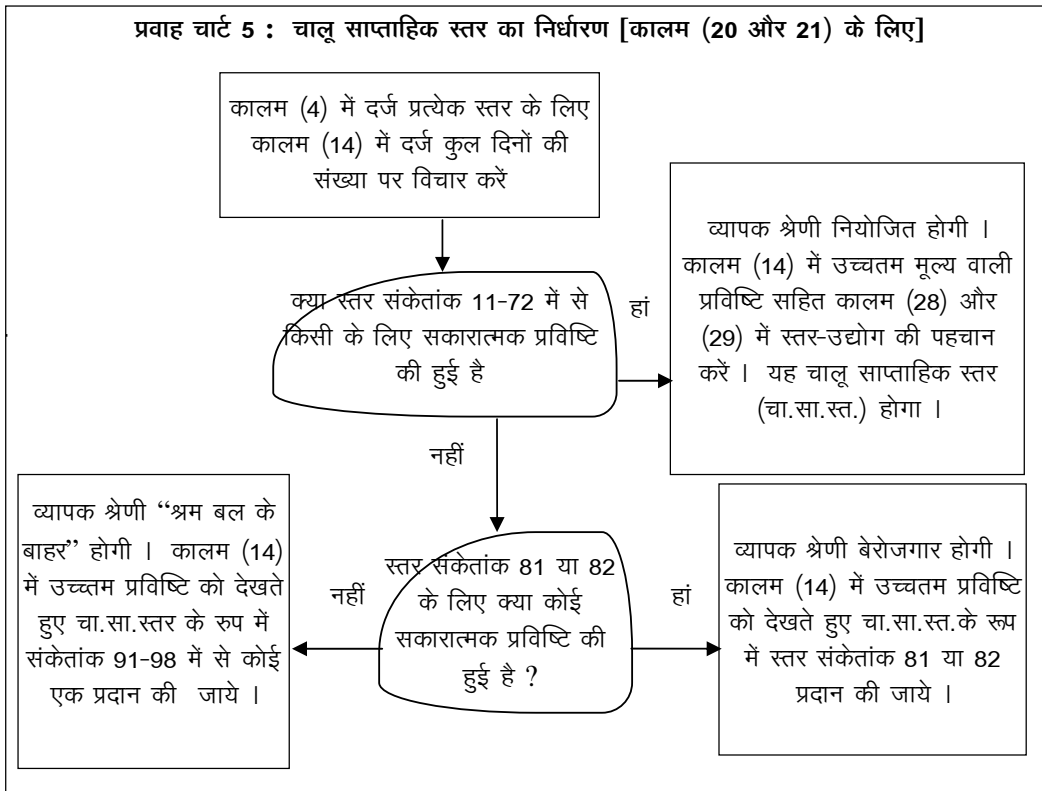 प्रवाह चार्ट 5 : चालू साप्ताहिक स्तर का निर्धारण [कालम (20 और 21) के लिए]
कालम (4) में दर्ज प्रत्येक स्तर के लिए
कालम (14) में दर्ज कुल दिनों की
संख्या पर विचार करें
क्या स्तर संकेतांक 11-72 में से
किसी के लिए सकारात्मक प्रविष्टि
की हुई है
हां
व्यापक श्रेणी नियोजित होगी ।
कालम (14) में उच्चतम मूल्य वाली
प्रविष्टि सहित कालम (28) और
(29) में स्तर-उद्योग की पहचान
करें । यह चालू साप्ताहिक स्तर
(चा.सा.स्त.) होगा ।
नहीं
स्तर संकेतांक 81 या 82
के लिए क्या कोई
सकारात्मक प्रविष्टि की
हुई है ?
नहीं
व्यापक श्रेणी “श्रम बल के
बाहर” होगी । कालम (14)
में उच्च्तम प्रविष्टि को देखते
हुए चा.सा.स्तर के रुप में
संकेतांक 91-98 में से कोई
एक प्रदान की जाये ।
हां
व्यापक श्रेणी बेरोजगार होगी ।
कालम (14) में उच्चतम प्रविष्टि
को देखते हुए चा.सा.स्त.के रूप
में स्तर संकेतांक 81 या 82
प्रदान की जाये ।